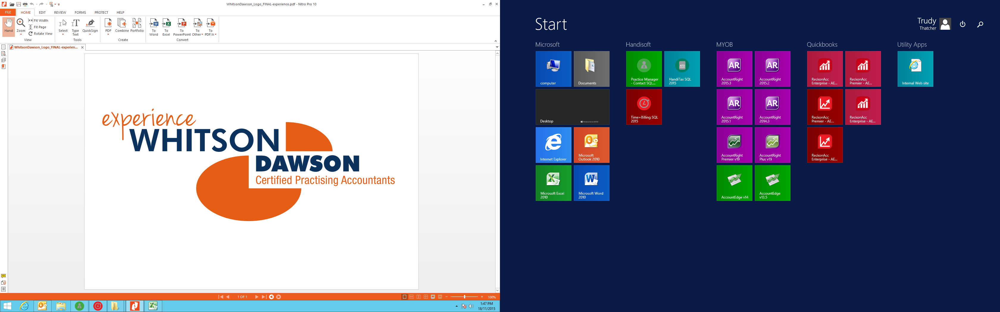 WhitsonDawson_Logo_FINAL-experience.pdf - Nitro Pro 10
FILE HOME EDIT REVIEW FORMS PROTECT HELP
Hand
Zoom
Fit Width
Fit Page
Rotate View
View
Select
Type
Text
QuickSign
Tools
PDF
Combine
Portfolio
Create
To
Word
To
Excel
To
PowerPoint
To
Other
To
PDF/A
Convert
WhitsonDawson_Logo_FINAL-experien...
experience
WHITSON
DAWSON
Certified Practising Accountants
1 OF 1
100%
1:47 PM
18/11/2015
Start
Trudy
Thatcher
Microsoft
computer
Documents
Desktop
Internet Explorer
Microsoft
Outlook 2010
Microsoft Excel
2010
Microsoft Word
2010
Handisoft
Practice Manager
- Contact SQL...
ATO
HandiTax SQL
2015
Time+Billing SQL
2015
MYOB
AR
AccountRight
2015.3
AR
AccountRight
2015.2
AR
AccountRight
2015.1
AR
AccountRight
2014.3
AccountRight
Premier v19
AccountRight
Plus v19
AccountEdge v14
AccountEdge
v13.5
Quickbooks
ReckonAcc
Enterprise - AE...
ReckonAcc
Premier - AE...
ReckonAcc
Premier - AE...
ReckonAcc
Enterprise - AE...
ReckonAcc
Enterprise - AE...
Utility Apps
Internal Web site